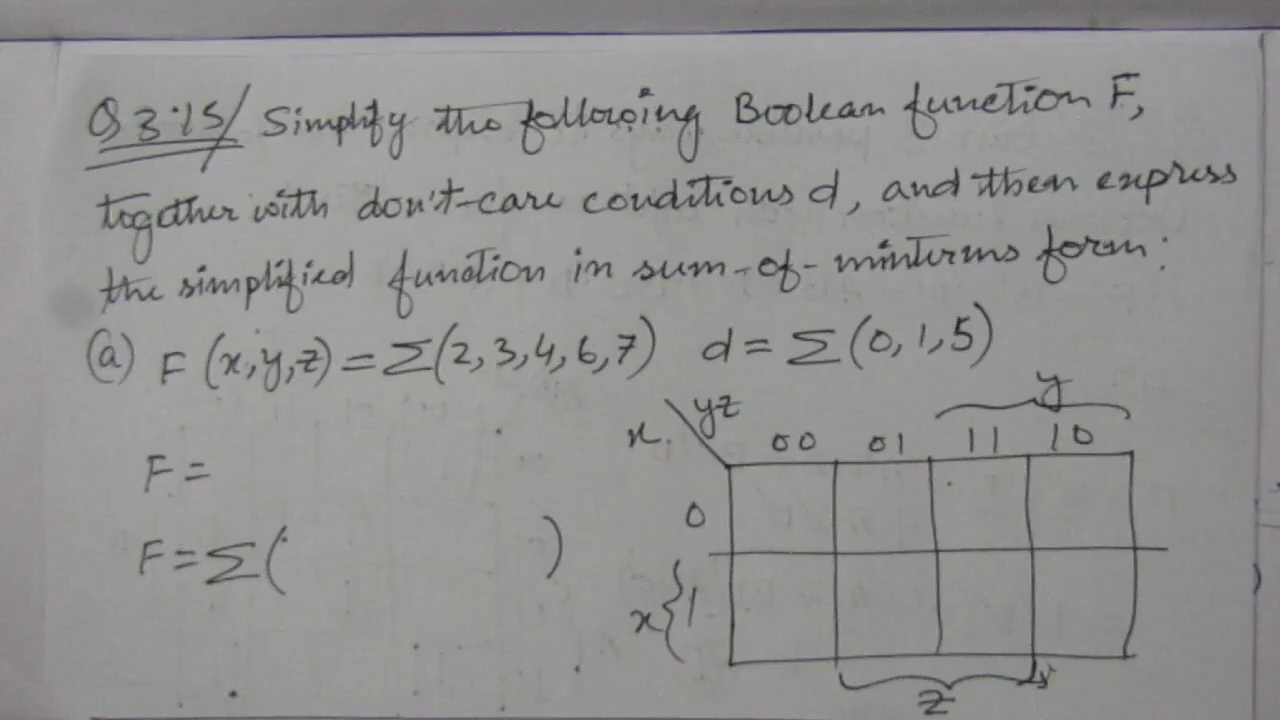 Q 3.15/ Simplify the following Boolean function F,
together with don't-care conditions d, and then express
the simplified function in sum-of-minterms form:
(a) F (x,y,z) = Σ(2,3,4,6,7) d = Σ(0,1,5)
y
x yz
00 01 11 10
F =
0
F = Σ( )
x{ 1
z